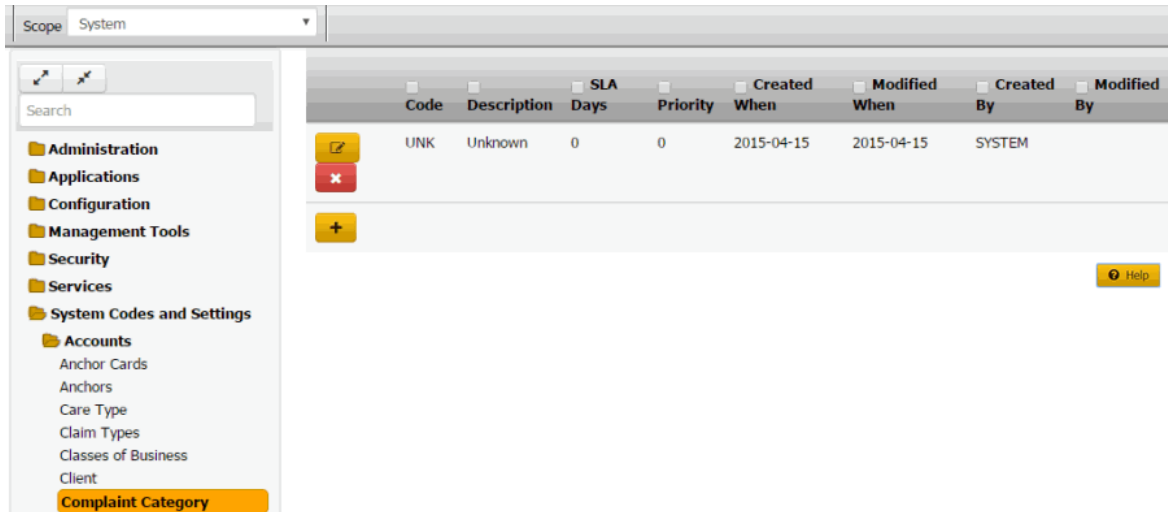 Scope System
Search
Administration
Applications
Configuration
Management Tools
Security
Services
System Codes and Settings
Accounts
Anchor Cards
Anchors
Care Type
Claim Types
Classes of Business
Client
Complaint Category
Code Description SLA Days Priority Created When Modified When Created By Modified By
UNK Unknown 0 0 2015-04-15 2015-04-15 SYSTEM
Help